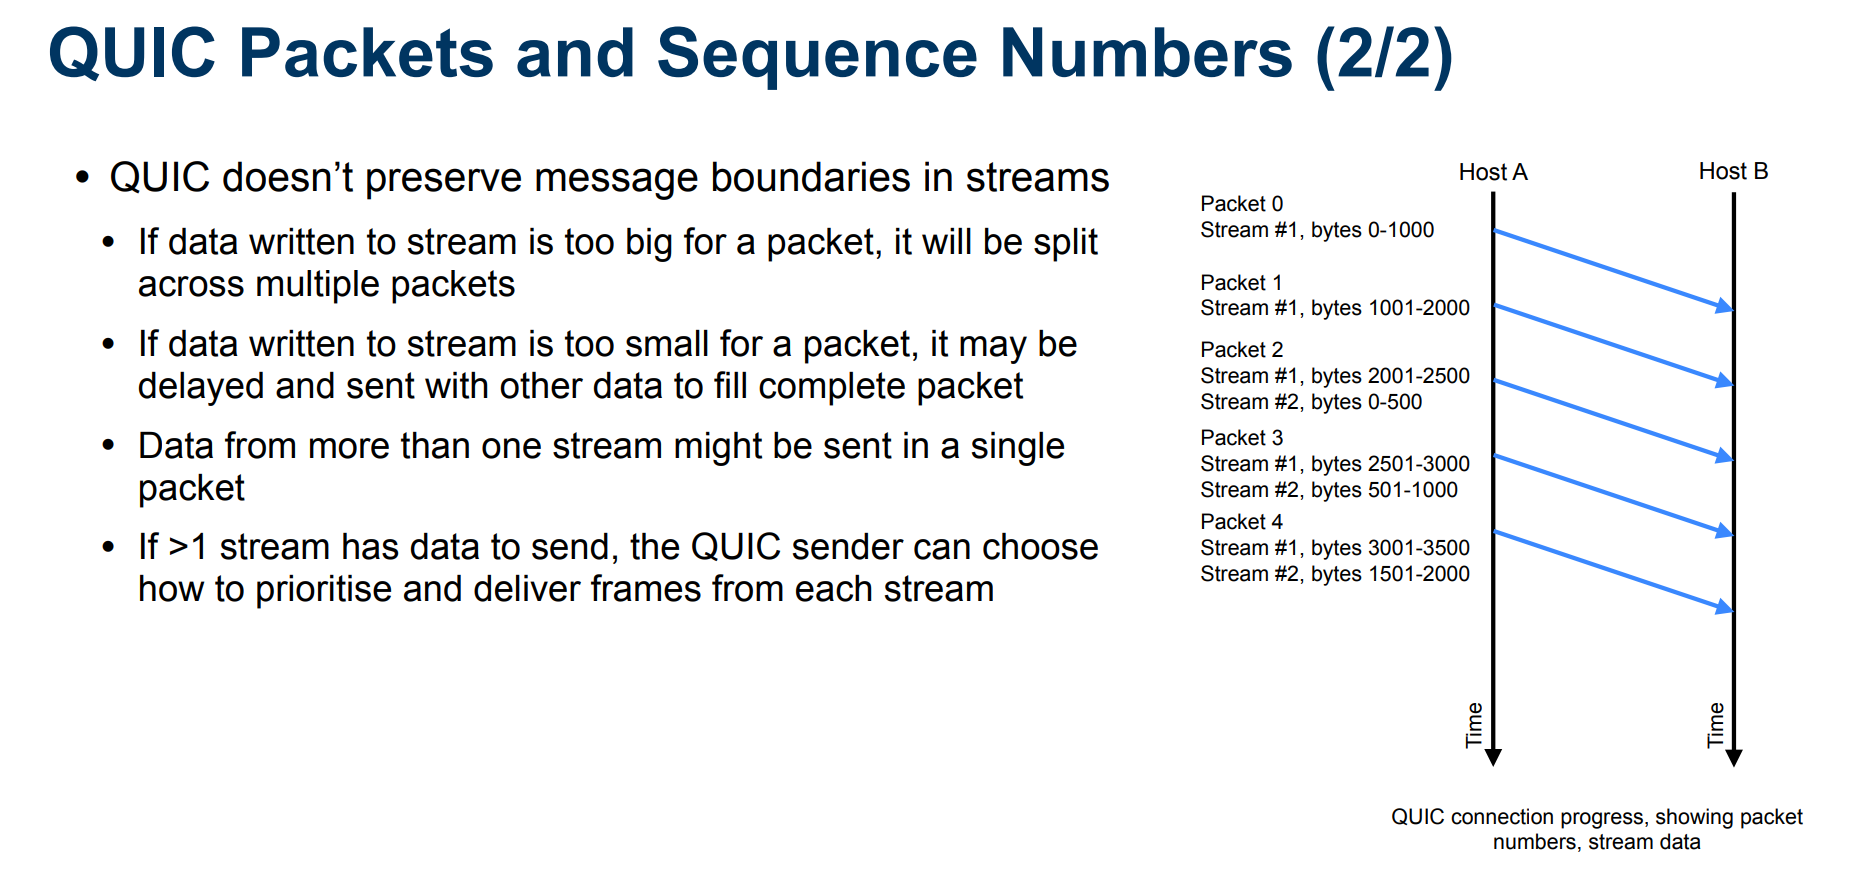 QUIC Packets and Sequence Numbers (2/2)
• QUIC doesn’t preserve message boundaries in streams
• If data written to stream is too big for a packet, it will be split
across multiple packets
• If data written to stream is too small for a packet, it may be
delayed and sent with other data to fill complete packet
• Data from more than one stream might be sent in a single
packet
• If >1 stream has data to send, the QUIC sender can choose
how to prioritise and deliver frames from each stream
Host A
Host B
Packet 0
Stream #1, bytes 0-1000
Packet 1
Stream #1, bytes 1001-2000
Packet 2
Stream #1, bytes 2001-2500
Stream #2, bytes 0-500
Packet 3
Stream #1, bytes 2501-3000
Stream #2, bytes 501-1000
Packet 4
Stream #1, bytes 3001-3500
Stream #2, bytes 1501-2000
Time
Time
QUIC connection progress, showing packet
numbers, stream data